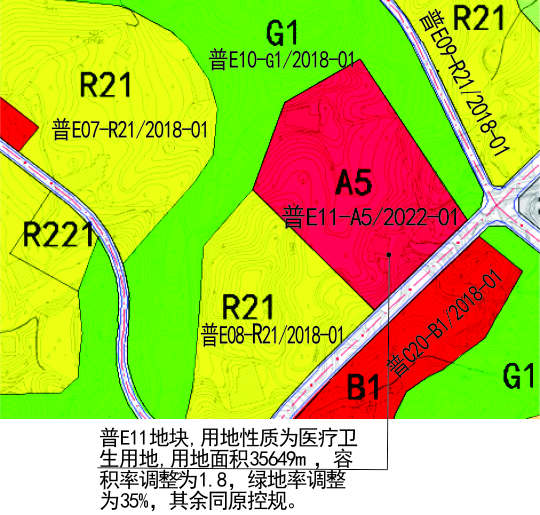 R21
G1
普E10-G1/2018-01
普E09-R21/2018-01
R21
普E07-R21/2018-01
A5
普E11-A5/2022-01
R221
R21
普E08-R21/2018-01
普C20-B1/2018-01
B1
G1
普E11地块,用地性质为医疗卫
生用地,用地面积35649m²,容
积率调整为1.8,绿地率调整
为35%,其余同原控规。